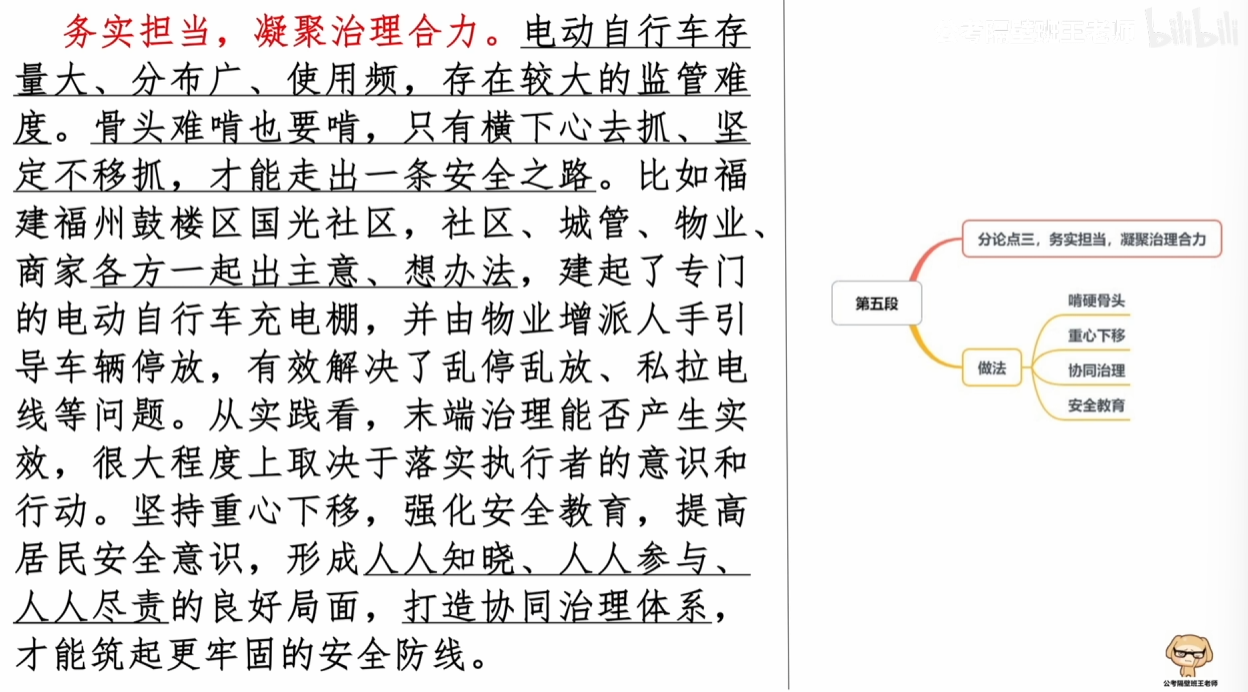 务实担当，凝聚治理合力。电动自行车存
量大、分布广、使用频，存在较大的监管难
度。骨头难啃也要啃，只有横下心去抓、坚
定不移抓，才能走出一条安全之路。比如福
建福州鼓楼区国光社区，社区、城管、物业、
商家各方一起出主意、想办法，建起了专门
的电动自行车充电棚，并由物业增派人手引
导车辆停放，有效解决了乱停乱放、私拉电
线等问题。从实践看，末端治理能否产生实
效，很大程度上取决于落实执行者的意识和
行动。坚持重心下移，强化安全教育，提高
居民安全意识，形成人人知晓、人人参与、
人人尽责的良好局面，打造协同治理体系，
才能筑起更牢固的安全防线。
公考隔壁班王老师 bilibili
分论点三，务实担当，凝聚治理合力
第五段
啃硬骨头
重心下移
做法
协同治理
安全教育
公考隔壁班王老师